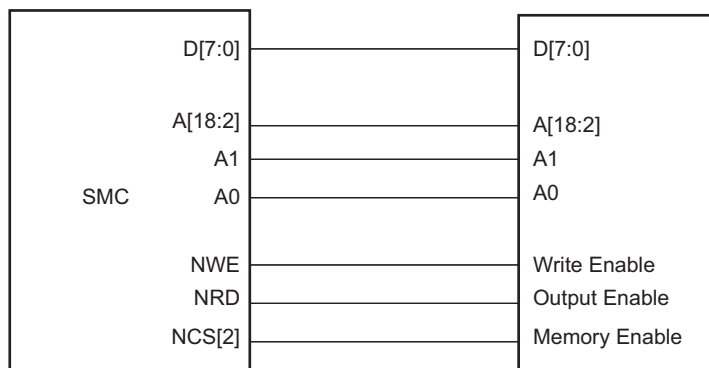 D[7:0] D[7:0]
A[18:2] A[18:2]
A1 A1
SMC A0 A0
NWE Write Enable
NRD Output Enable
NCS[2] Memory Enable